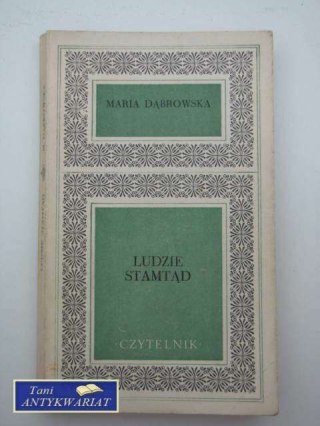 MARIA DĄBROWSKA
LUDZIE
STAMTĄD
CZYTELNIK
Tani
ANTYKWARIAT